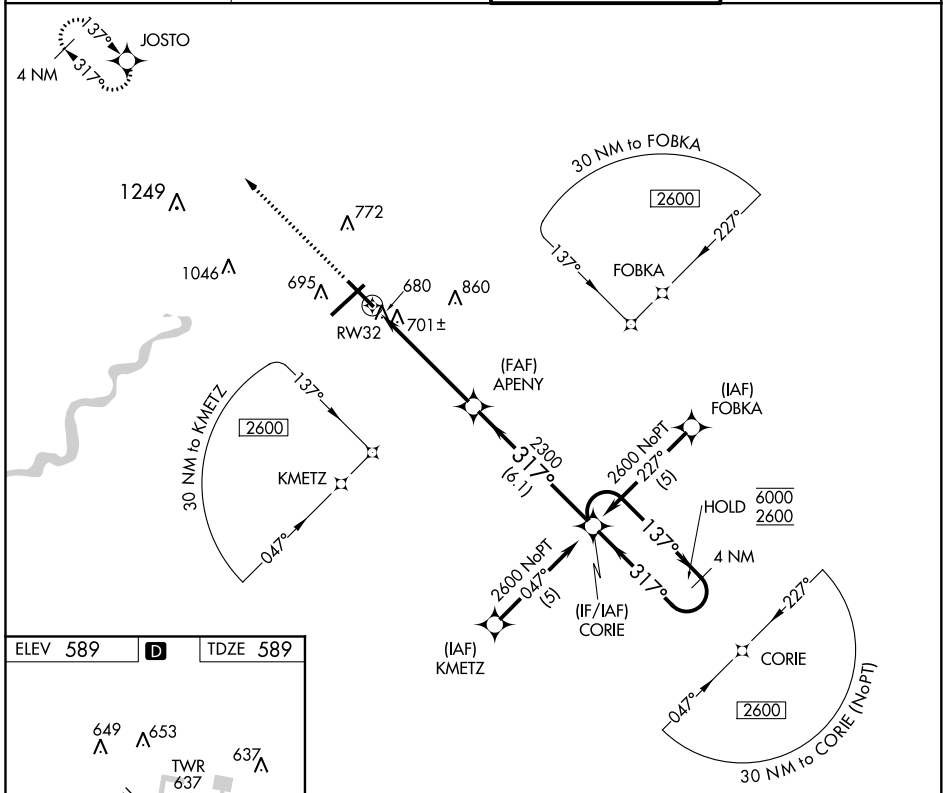 137°
JOSTO
4 NM
317°
30 NM to FOBKA
2600
1249
772
227°
137°
FOBKA
1046
695
680
860
RW32
701±
(FAF)
APENY
(IAF)
FOBKA
30 NM to KMETZ
137°
2600
KMETZ
047°
2300
317°
(6.1)
2600 NoPT
227°
(5)
HOLD 6000
2600
137°
4 NM
317°
2600 NoPT
047°
(5)
(IF/IAF)
CORIE
(IAF)
KMETZ
227°
CORIE
047°
2600
30 NM to CORIE (NoPT)
ELEV 589
D
TDZE 589
649
653
TWR
637
637